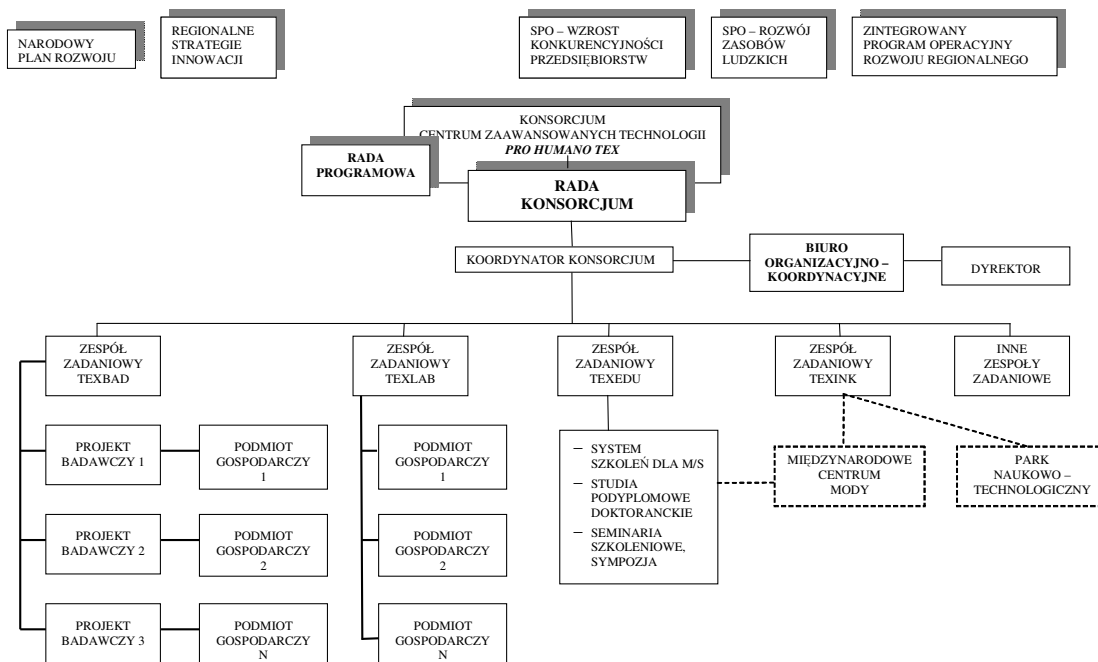 NARODOWY
PLAN ROZWOJU
REGIONALNE
STRATEGIE
INNOWACJI
SPO – WZROST
KONKURENCYJNOŚCI
PRZEDSIĘBIORSTW
SPO – ROZWÓJ
ZASOBÓW
LUDZKICH
ZINTEGROWANY
PROGRAM OPERACYJNY
ROZWOJU REGIONALNEGO
KONSORCJUM
CENTRUM ZAAWANSOWANYCH TECHNOLOGII
PRO HUMANO TEX
RADA
PROGRAMOWA
RADA
KONSORCJUM
KOORDYNATOR KONSORCJUM
BIURO
ORGANIZACYJNO –
KOORDYNACYJNE
DYREKTOR
ZESPÓŁ
ZADANIOWY
TEXBAD
ZESPÓŁ
ZADANIOWY
TEXLAB
ZESPÓŁ
ZADANIOWY
TEXEDU
ZESPÓŁ
ZADANIOWY
TEXINK
INNE
ZESPOŁY
ZADANIOWE
PROJEKT
BADAWCZY 1
PODMIOT
GOSPODARCZY
1
PODMIOT
GOSPODARCZY
1
– SYSTEM
SZKOLEŃ DLA M/S
– STUDIA
PODYPLOMOWE
DOKTORANCKIE
– SEMINARIA
SZKOLENIOWE,
SYMPOZJA
MIĘDZYNARODOWE
CENTRUM
MODY
PARK
NAUKOWO –
TECHNOLOGICZNY
PROJEKT
BADAWCZY 2
PODMIOT
GOSPODARCZY
2
PODMIOT
GOSPODARCZY
2
PROJEKT
BADAWCZY 3
PODMIOT
GOSPODARCZY
N
PODMIOT
GOSPODARCZY
N